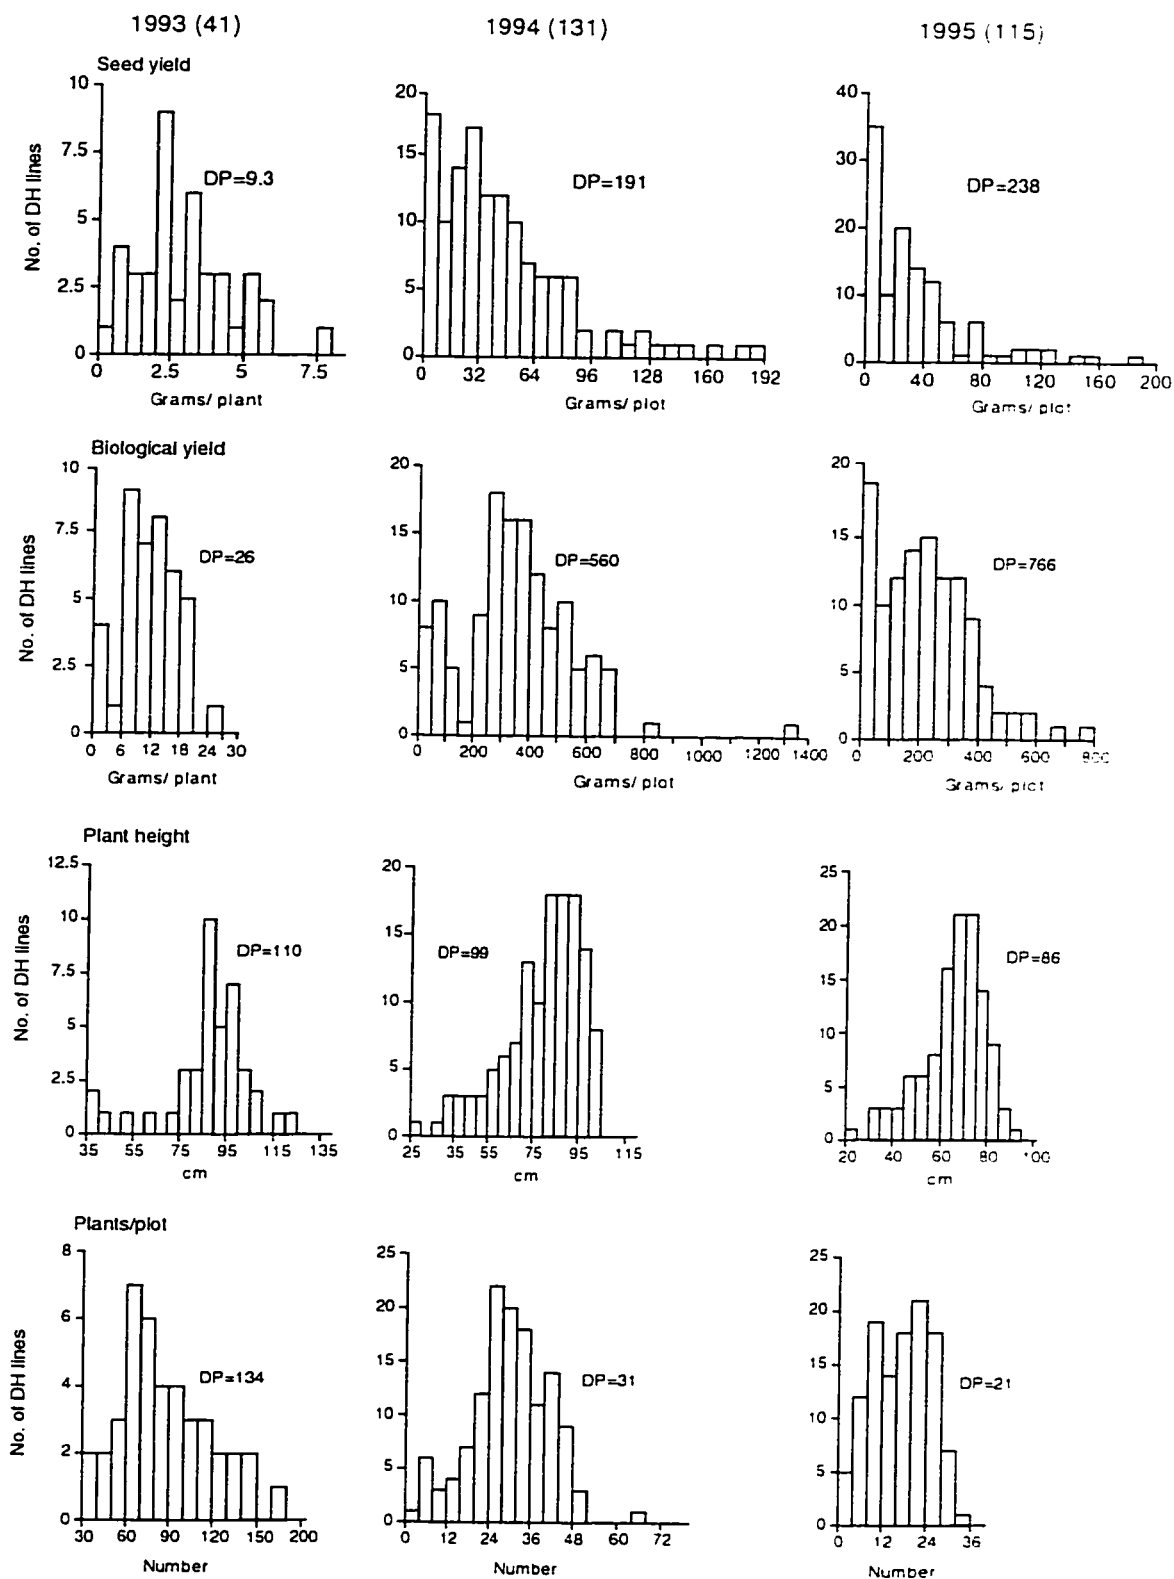 1993 (41) 1994 (131) 1995 (115)
Seed yield
No. of DH lines
10 7.5 5 2.5 0
DP=9.3
0 2.5 5 7.5
Grams/ plant
20 15 10 5 0
DP=191
0 32 64 96 128 160 192
Grams/ plot
40 30 20 10 0
DP=238
0 40 80 120 160 200
Grams/ plot
Biological yield
No. of DH lines
10 7.5 5 2.5 0
DP=26
0 6 12 18 24 30
Grams/ plant
20 15 10 5 0
DP=560
0 200 400 600 800 1000 1400
Grams/ plot
20 15 10 5 0
DP=766
0 200 400 600 800
Grams/ plot
Plant height
No. of DH lines
12.5 10 7.5 5 2.5 0
DP=110
35 55 75 95 115 135
cm
20 15 10 5 0
DP=99
25 35 55 75 95 115
cm
25 20 15 10 5 0
DP=86
20 40 60 80 100
cm
Plants/plot
No. of DH lines
8 6 4 2 0
DP=134
30 60 90 120 150 200
Number
25 20 15 10 5 0
DP=31
0 12 24 36 48 60 72
Number
25 20 15 10 5 0
DP=21
0 12 24 36
Number